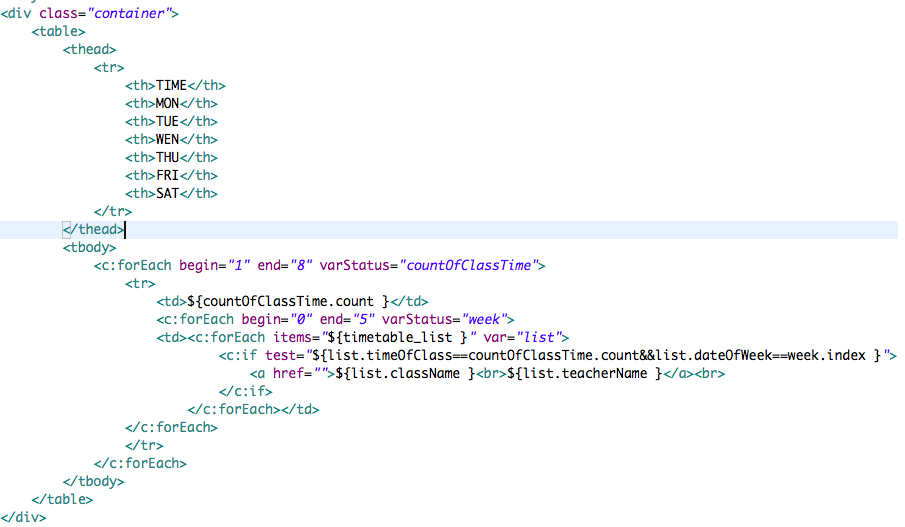 <div class="container">
<table>
<thead>
<tr>
<th>TIME</th>
<th>MON</th>
<th>TUE</th>
<th>WEN</th>
<th>THU</th>
<th>FRI</th>
<th>SAT</th>
</tr>
</thead>
<tbody>
<c:forEach begin="1" end="8" varStatus="countOfClassTime">
<tr>
<td>${countOfClassTime.count }</td>
<c:forEach begin="0" end="5" varStatus="week">
<td><c:forEach items="${timetable_list }" var="list">
<c:if test="${list.timeOfClass==countOfClassTime.count&&list.dateOfWeek==week.index }">
<a href="">${list.className }<br>${list.teacherName }</a><br>
</c:if>
</c:forEach></td>
</c:forEach>
</tr>
</c:forEach>
</tbody>
</table>
</div>